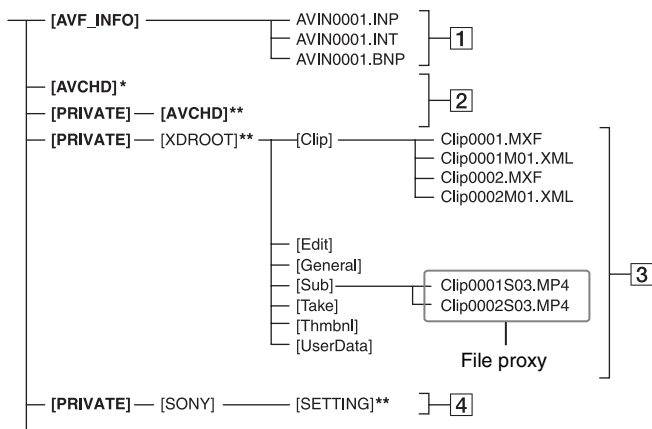 [AVF_INFO] AVIN0001.INP
AVIN0001.INT
AVIN0001.BNP
1
[AVCHD]*
2
[PRIVATE] [AVCHD]**
[PRIVATE] [XDROOT]** [Clip] Clip0001.MXF
Clip0001M01.XML
Clip0002.MXF
Clip0002M01.XML
[Edit]
[General]
3
[Sub] Clip0001S03.MP4
[Take] Clip0002S03.MP4
[Thmbnl]
[UserData]
File proxy
[PRIVATE] [SONY] [SETTING]** 4